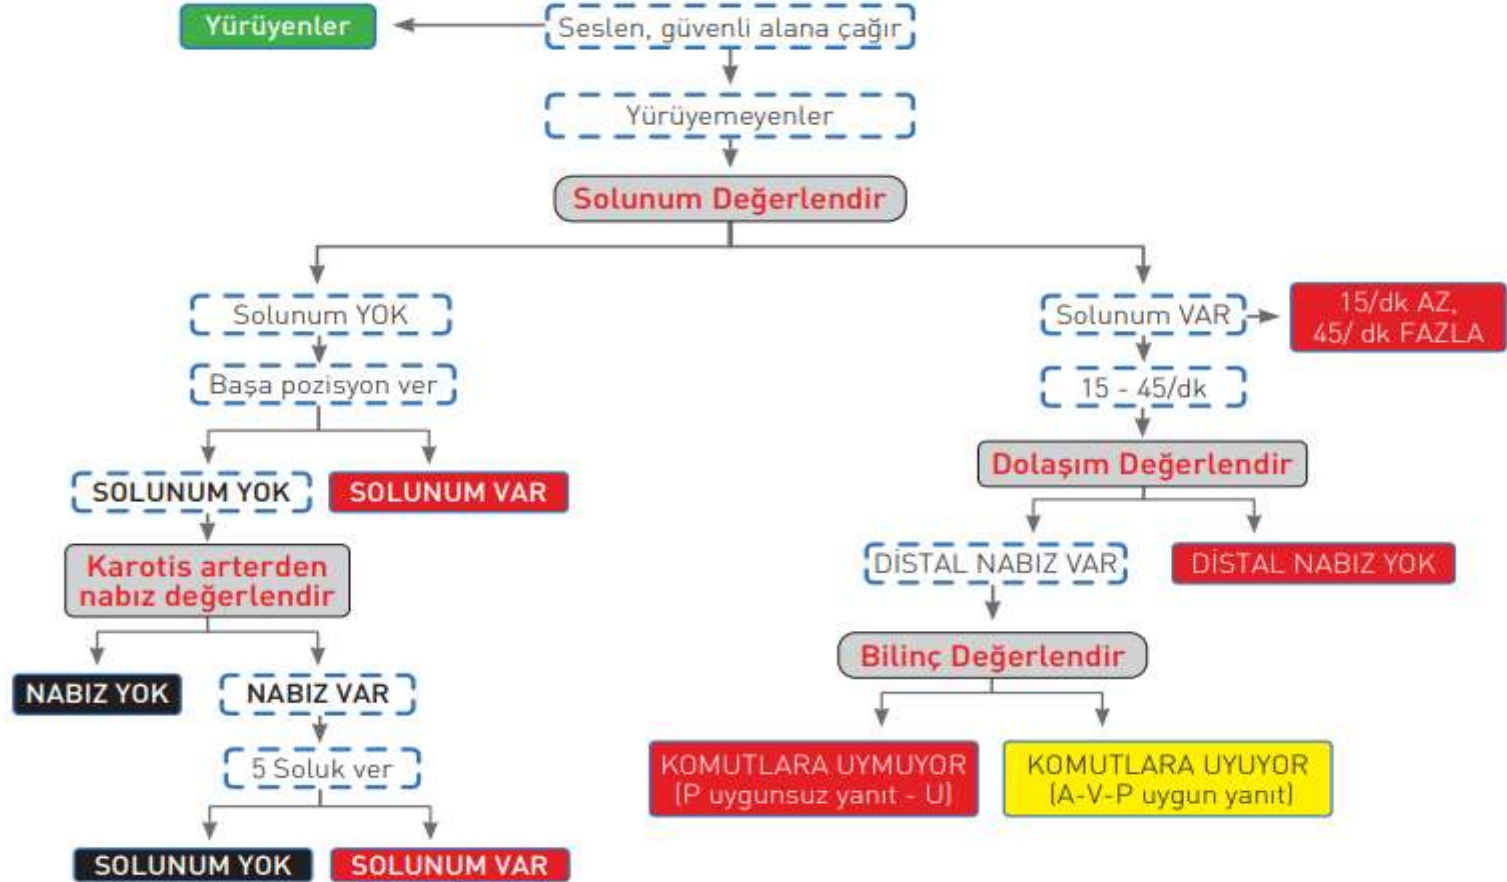 Yürüyenler
Seslen, güvenli alana çağır
Yürüyemeyenler
Solunum Değerlendir
Solunum YOK
Solunum VAR
15/dk AZ,
45/ dk FAZLA
Başa pozisyon ver
15 - 45/dk
SOLUNUM YOK
SOLUNUM VAR
Dolaşım Değerlendir
Karotis arterden
nabız değerlendir
DİSTAL NABIZ VAR
DİSTAL NABIZ YOK
NABIZ YOK
NABIZ VAR
Bilinç Değerlendir
5 Soluk ver
KOMUTLARA UYMUYOR
(P uygunsuz yanıt - U)
KOMUTLARA UYUYOR
(A-V-P uygun yanıt)
SOLUNUM YOK
SOLUNUM VAR